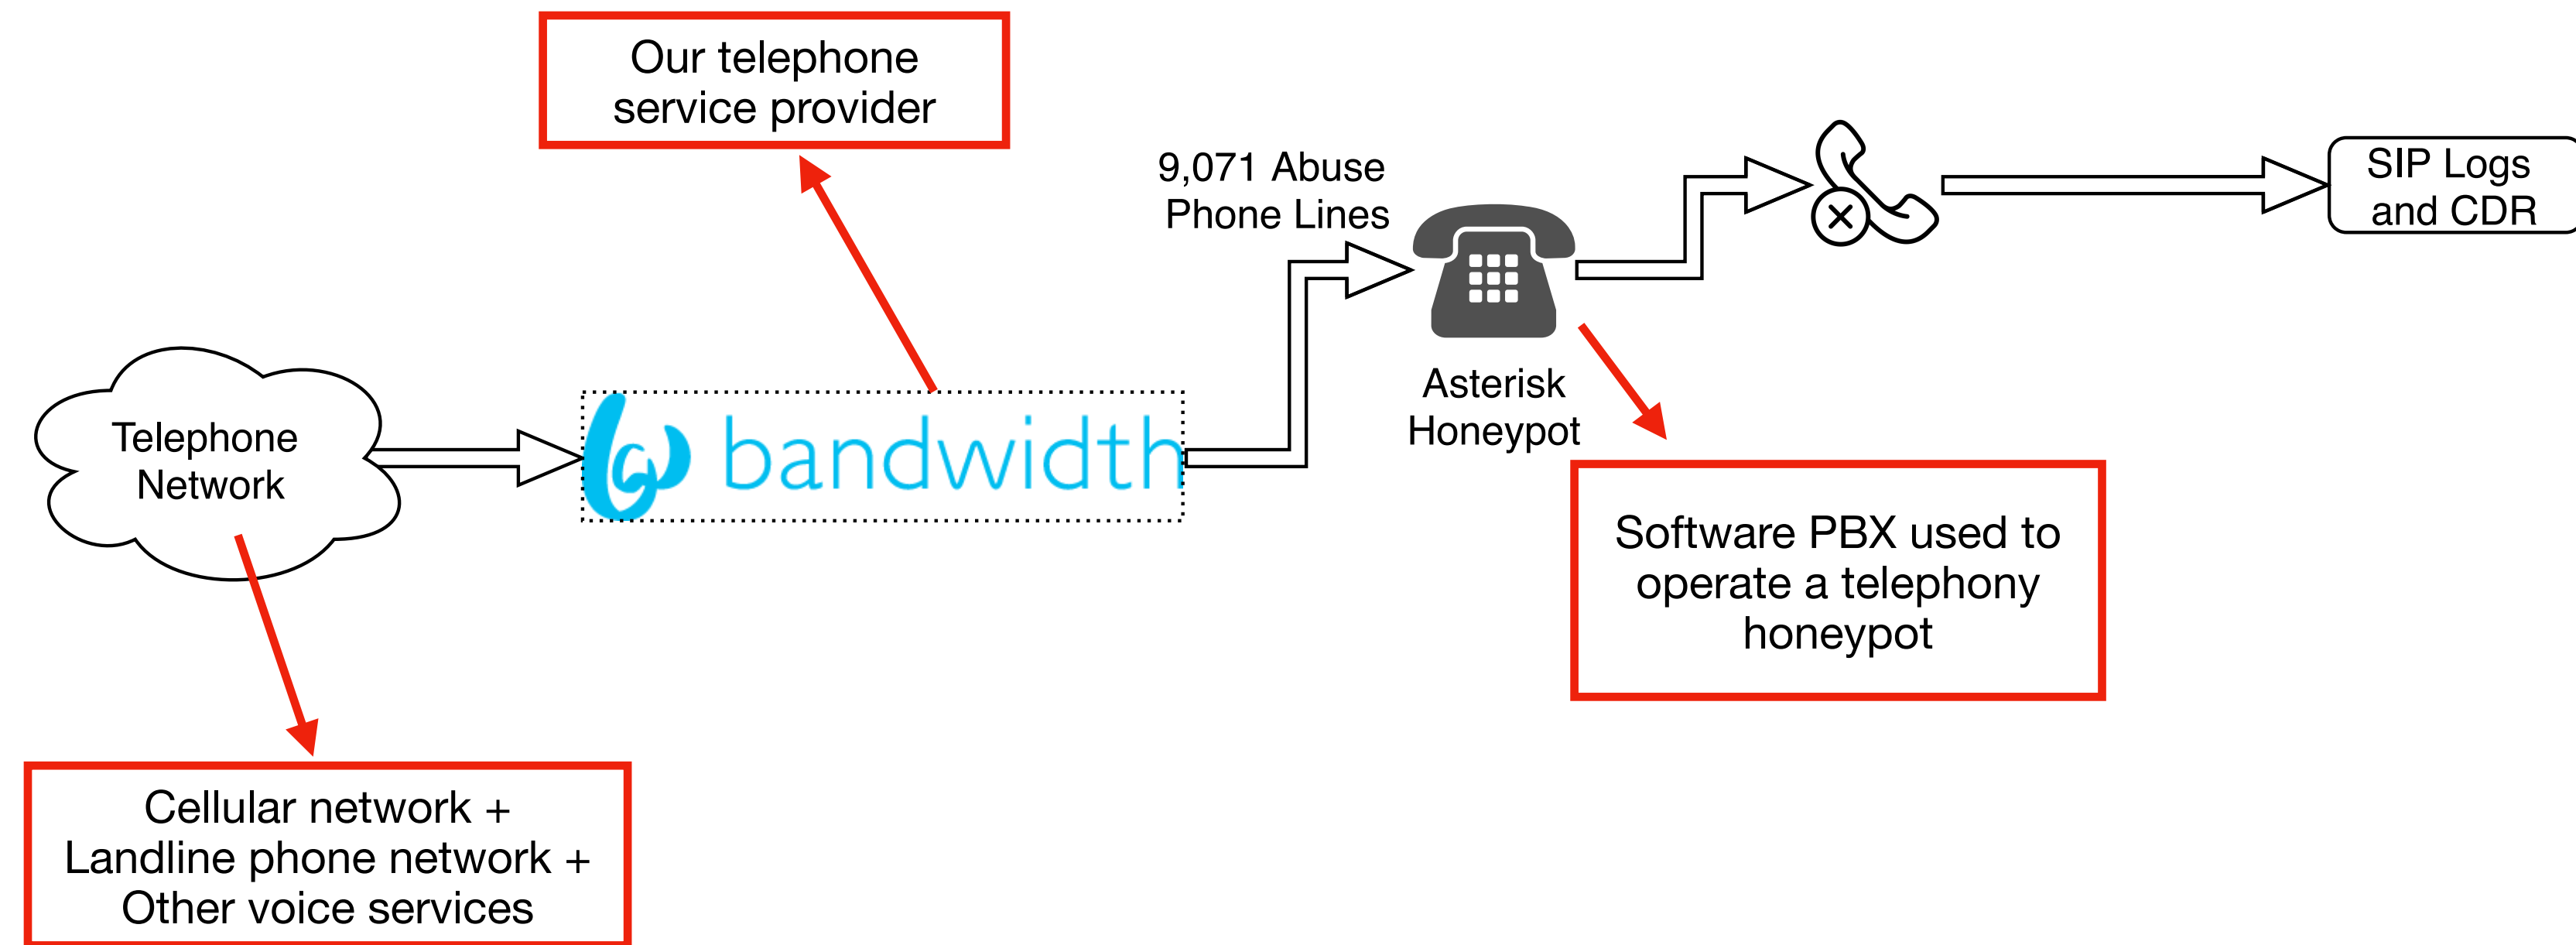 Our telephone
service provider
9,071 Abuse
Phone Lines
SIP Logs
and CDR
Asterisk
Honeypot
Telephone
Network
bandwidth
Software PBX used to
operate a telephony
honeypot
Cellular network +
Landline phone network +
Other voice services